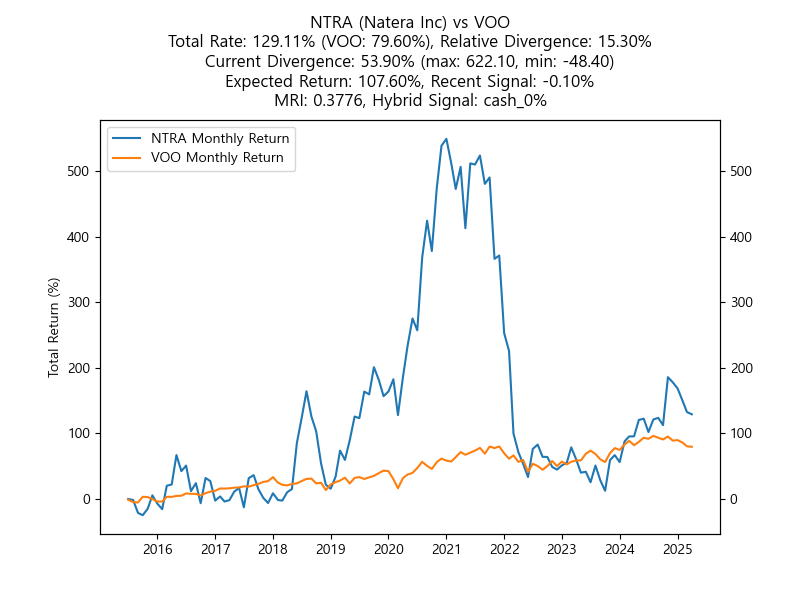 NTRA (Natera Inc) vs VOO
Total Rate: 129.11% (VOO: 79.60%), Relative Divergence: 15.30%
Current Divergence: 53.90% (max: 622.10, min: -48.40)
Expected Return: 107.60%, Recent Signal: -0.10%
MRI: 0.3776, Hybrid Signal: cash_0%
NTRA Monthly Return
VOO Monthly Return
Total Return (%)
500
400
300
200
100
0
500
400
300
200
100
0
2016 2017 2018 2019 2020 2021 2022 2023 2024 2025